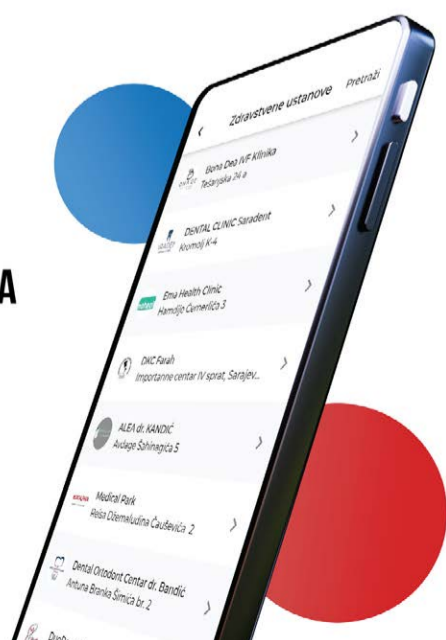 A
Zdravstvene ustanove Pretraži
Bona Dea IVF Klinika
Tešanjska 24 a
DENTAL CLINIC Saradent
Kromolj K-4
Ema Health Clinic
Hamdije Ćemerlića 3
DKC Farah
Importanne centar IV sprat, Sarajev...
ALEA dr. KANDIĆ
Avdage Šahinagića 5
Medical Park
Reisa Džemaludina Čauševića 2
Dental Ortodont Centar dr. Bandić
Antuna Branka Šimića br. 2